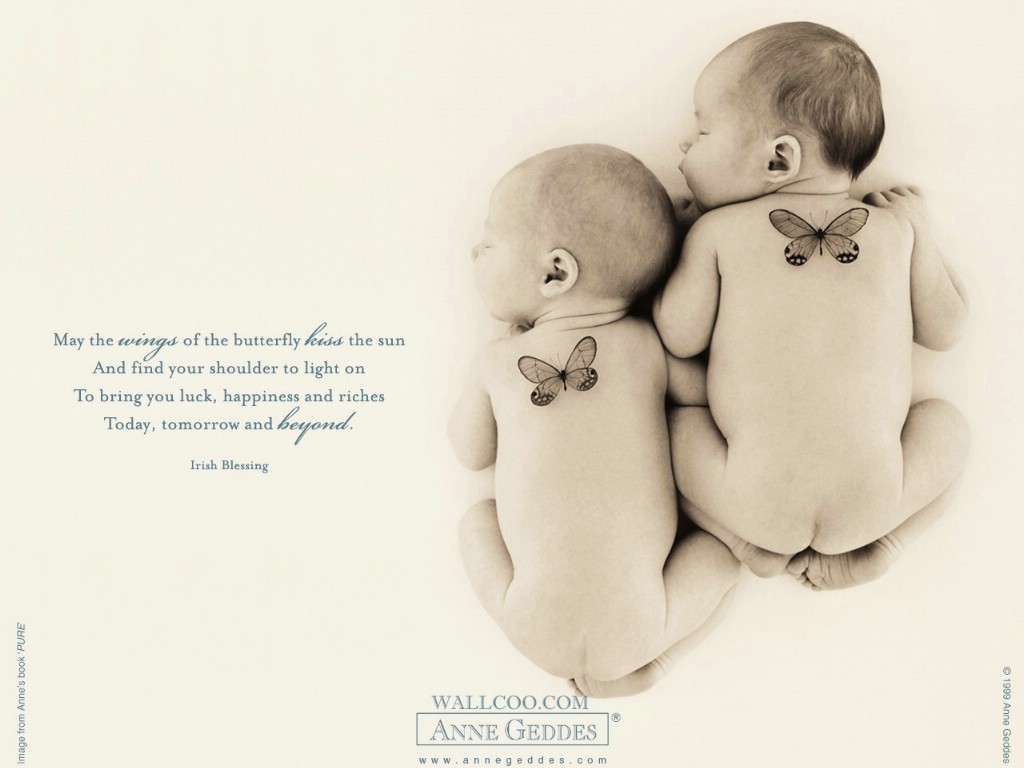 May the wings of the butterfly kiss the sun
And find your shoulder to light on
To bring you luck, happiness and riches
Today, tomorrow and beyond.
Irish Blessing
Image from Anne's book 'PURE'
WALLCOO.COM
ANNE GEDDES®
www.annegeddes.com
© 1999 Anne Geddes